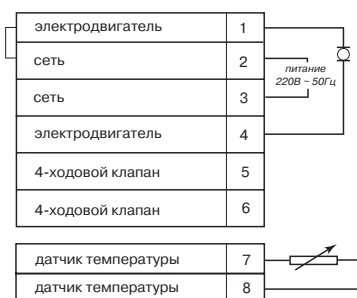 электродвигатель 1
сеть 2
питание
220В ~ 50Гц
сеть 3
электродвигатель 4
4-ходовой клапан 5
4-ходовой клапан 6
датчик температуры 7
датчик температуры 8